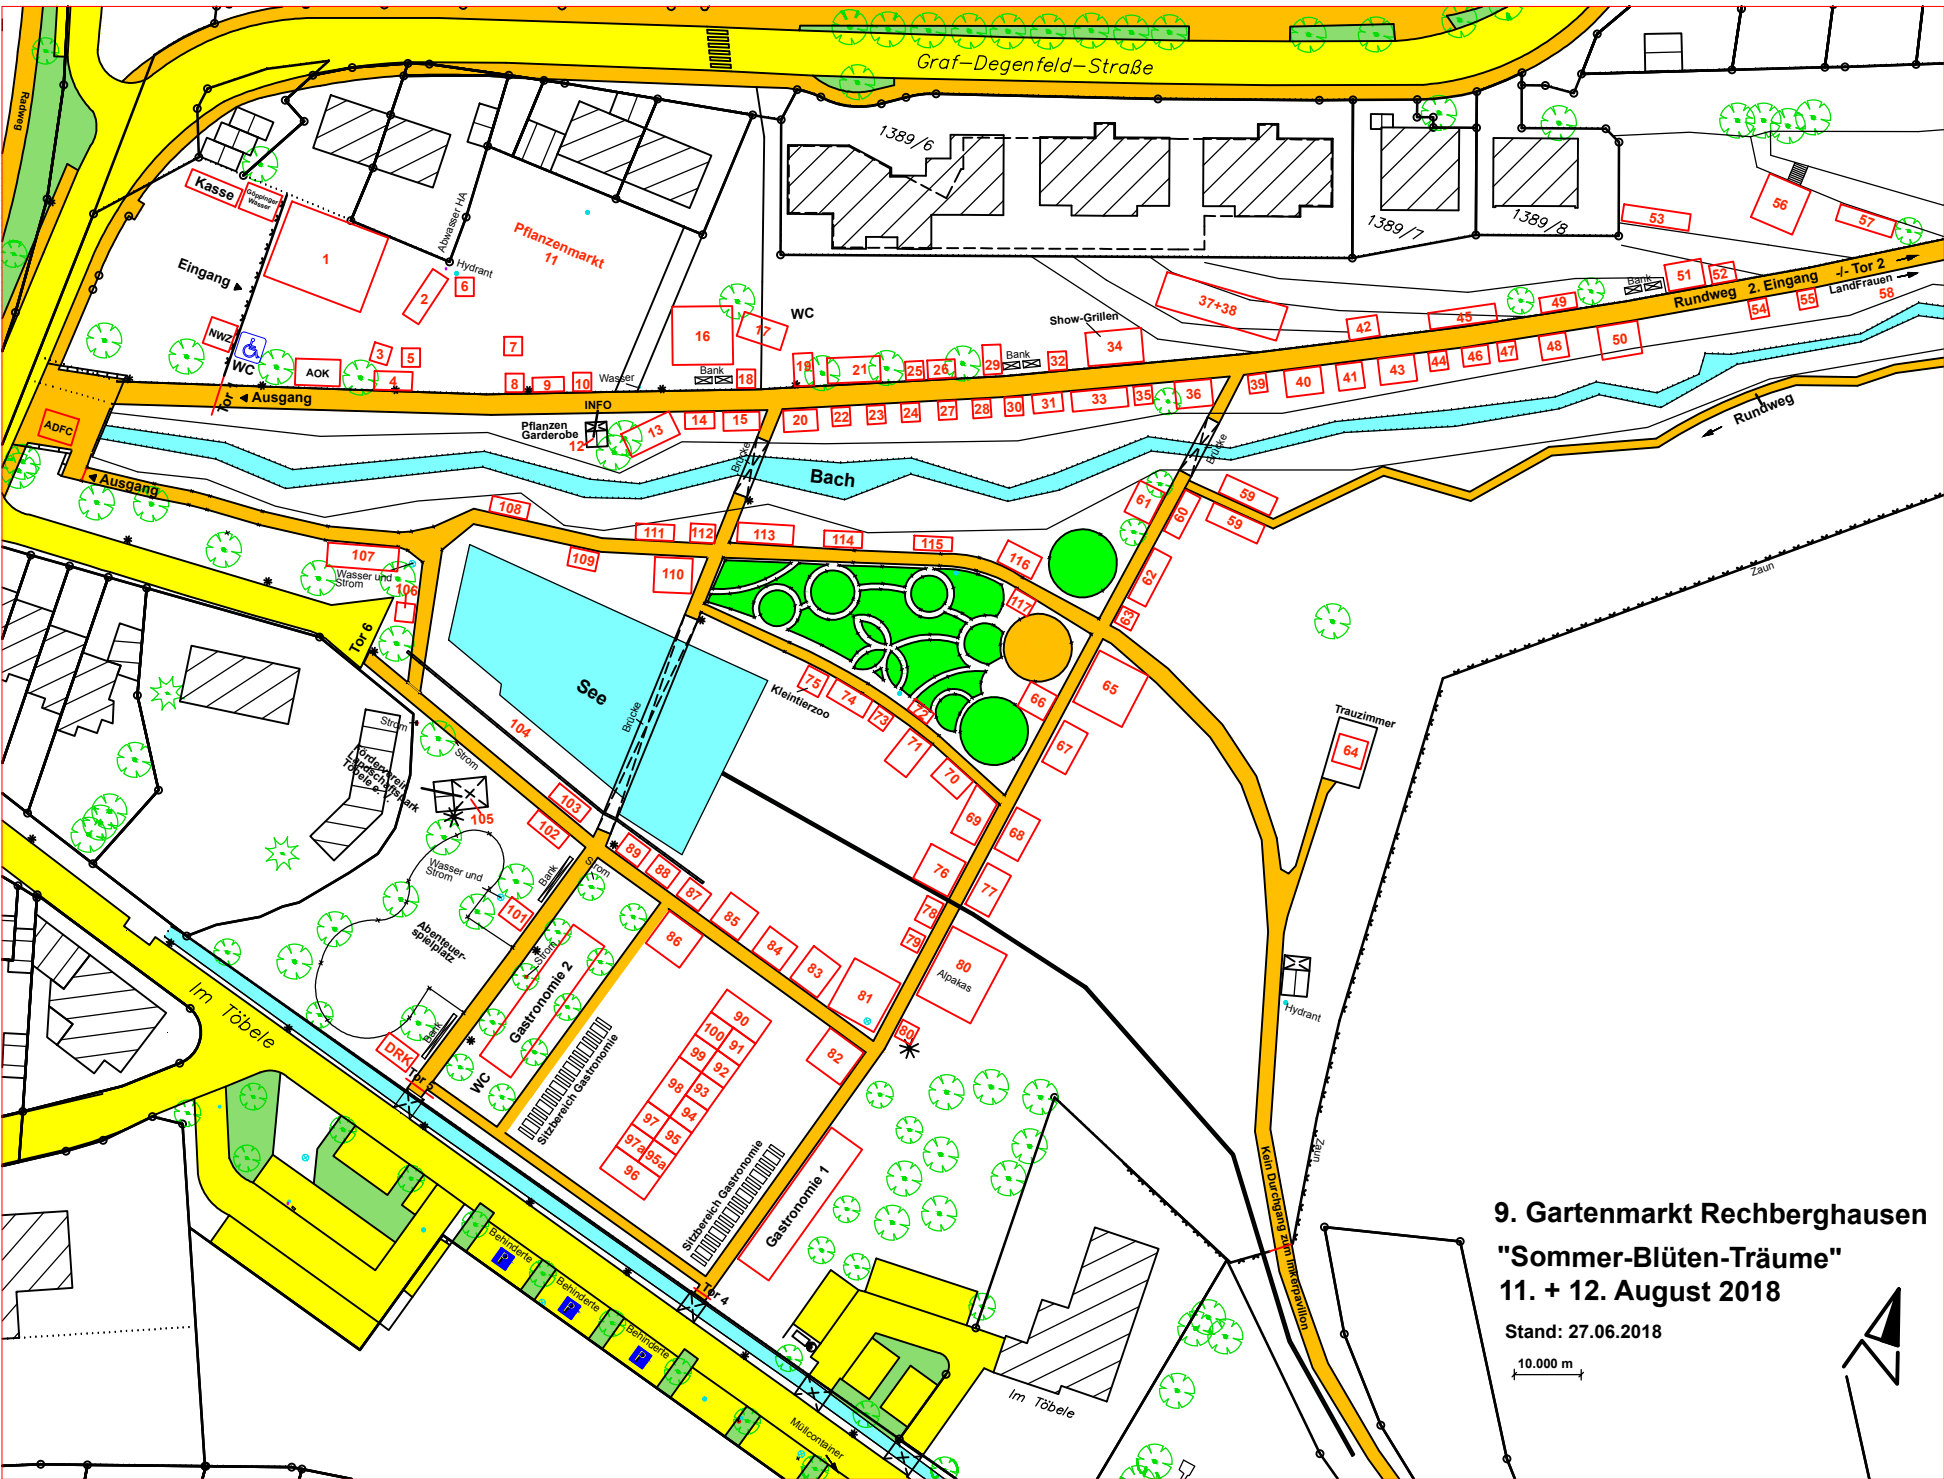 Graf-Degenfeld-Straße
Radweg
1389/6
1389/7
1389/8
Kasse
Göppinger
Wasser
1
Eingang
Abwasser HA
Hydrant
2
6
Pflanzenmarkt
11
NWZ
WC
3
5
AOK
4
7
8
9
10
Wasser
Tor 1
Ausgang
ADFC
INFO
Pflanzen
Garderobe
12
13
14
15
16
17
WC
Bank
18
19
20
21
22
23
24
25
26
27
28
29
Bank
30
31
32
Show-Grillen
33
34
35
36
37+38
39
40
41
42
43
44
45
46
47
48
49
50
Bank
51
52
53
54
55
56
57
58
LandFrauen
Rundweg 2. Eingang -/- Tor 2
Rundweg
Brücke
Brücke
Bach
Ausgang
59
59
60
61
62
63
Zaun
107
108
109
110
111
112
113
114
115
116
117
Wasser und
Strom
106
Tor 6
See
Brücke
104
Strom
Strom
Förderverein
Landschaftspark
105
103
102
Kleintierzoo
75
74
73
72
71
70
69
66
65
67
68
Trauzimmer
64
76
77
78
79
80
Alpakas
80
81
82
83
84
85
86
87
88
89
Strom
Bank
101
Wasser und
Strom
Abenteuer-
spielplatz
Strom
Gastronomie 2
Sitzbereich Gastronomie
Bank
DRK
WC
Im Töbele
90
100
91
99
92
98
93
97
94
97a
95
95a
96
Sitzbereich Gastronomie
Gastronomie 1
Tor 4
Hydrant
Zaun
Kein Durchgang zum Imkerpavillon
Behinderte
P
Behinderte
P
Behinderte
P
Müllcontainer
Im Töbele
9. Gartenmarkt Rechberghausen
"Sommer-Blüten-Träume"
11. + 12. August 2018
Stand: 27.06.2018
10.000 m